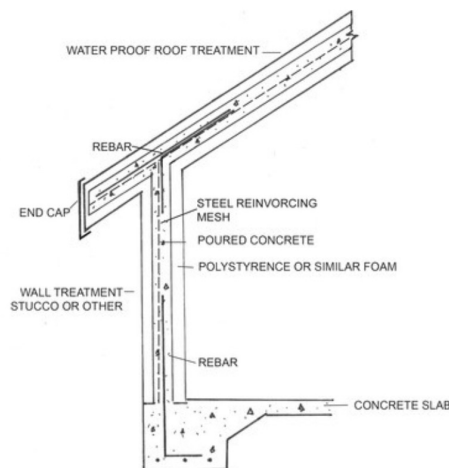 WATER PROOF ROOF TREATMENT
REBAR
END CAP
STEEL REINVORCING
MESH
POURED CONCRETE
POLYSTYRENCE OR SIMILAR FOAM
WALL TREATMENT
STUCCO OR OTHER
REBAR
CONCRETE SLAB